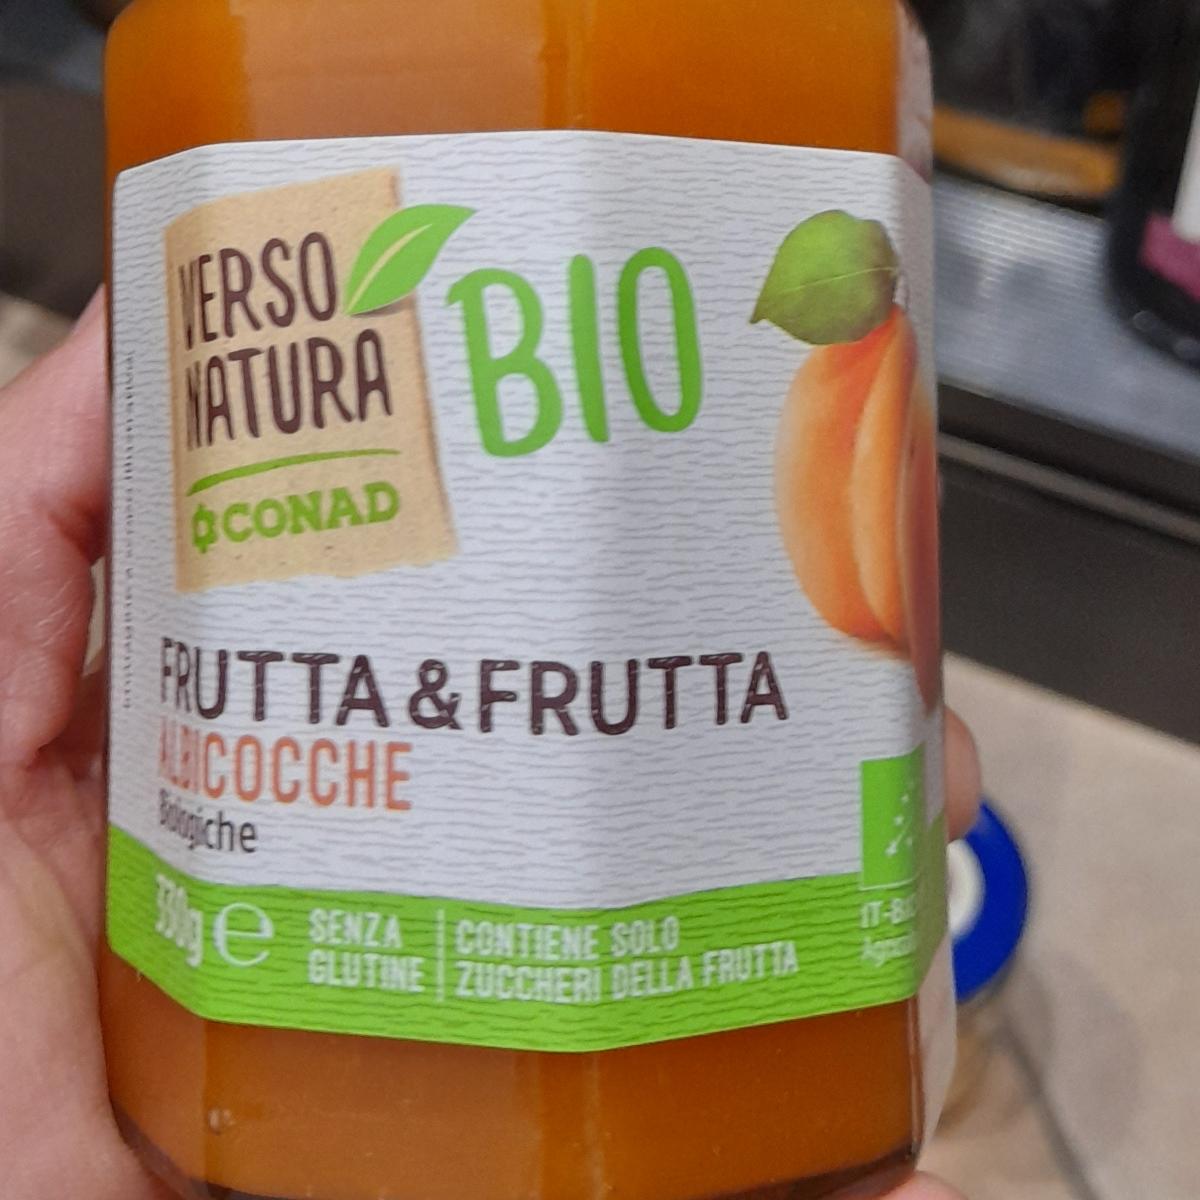 VERSO
NATURA
CONAD
BIO
FRUTTA & FRUTTA
ALBICOCCHE
Biologiche
330g e
SENZA
GLUTINE
CONTIENE SOLO
ZUCCHERI DELLA FRUTTA